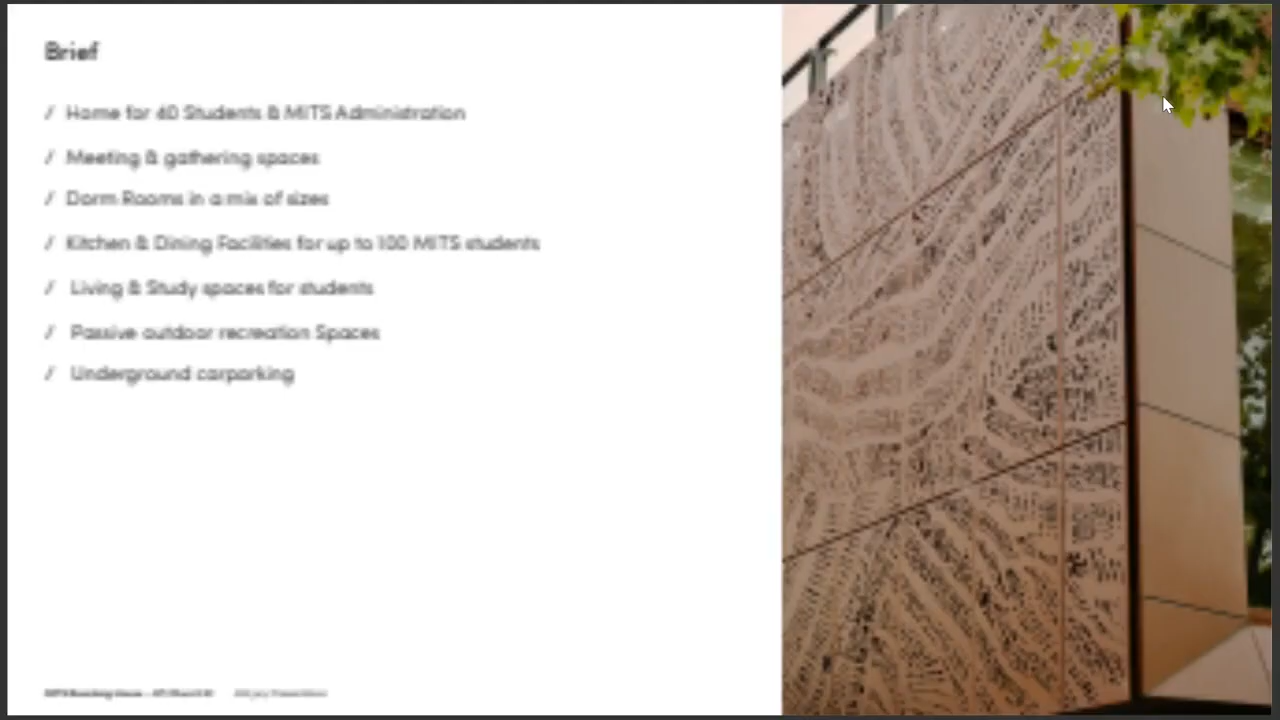 Brief
/ Home for 40 Students & MITS Administration
/ Meeting & gathering spaces
/ Dorm Rooms in a mix of sizes
/ Kitchen & Dining Facilities for up to 100 MITS students
/ Living & Study spaces for students
/ Passive outdoor recreation Spaces
/ Underground carparking